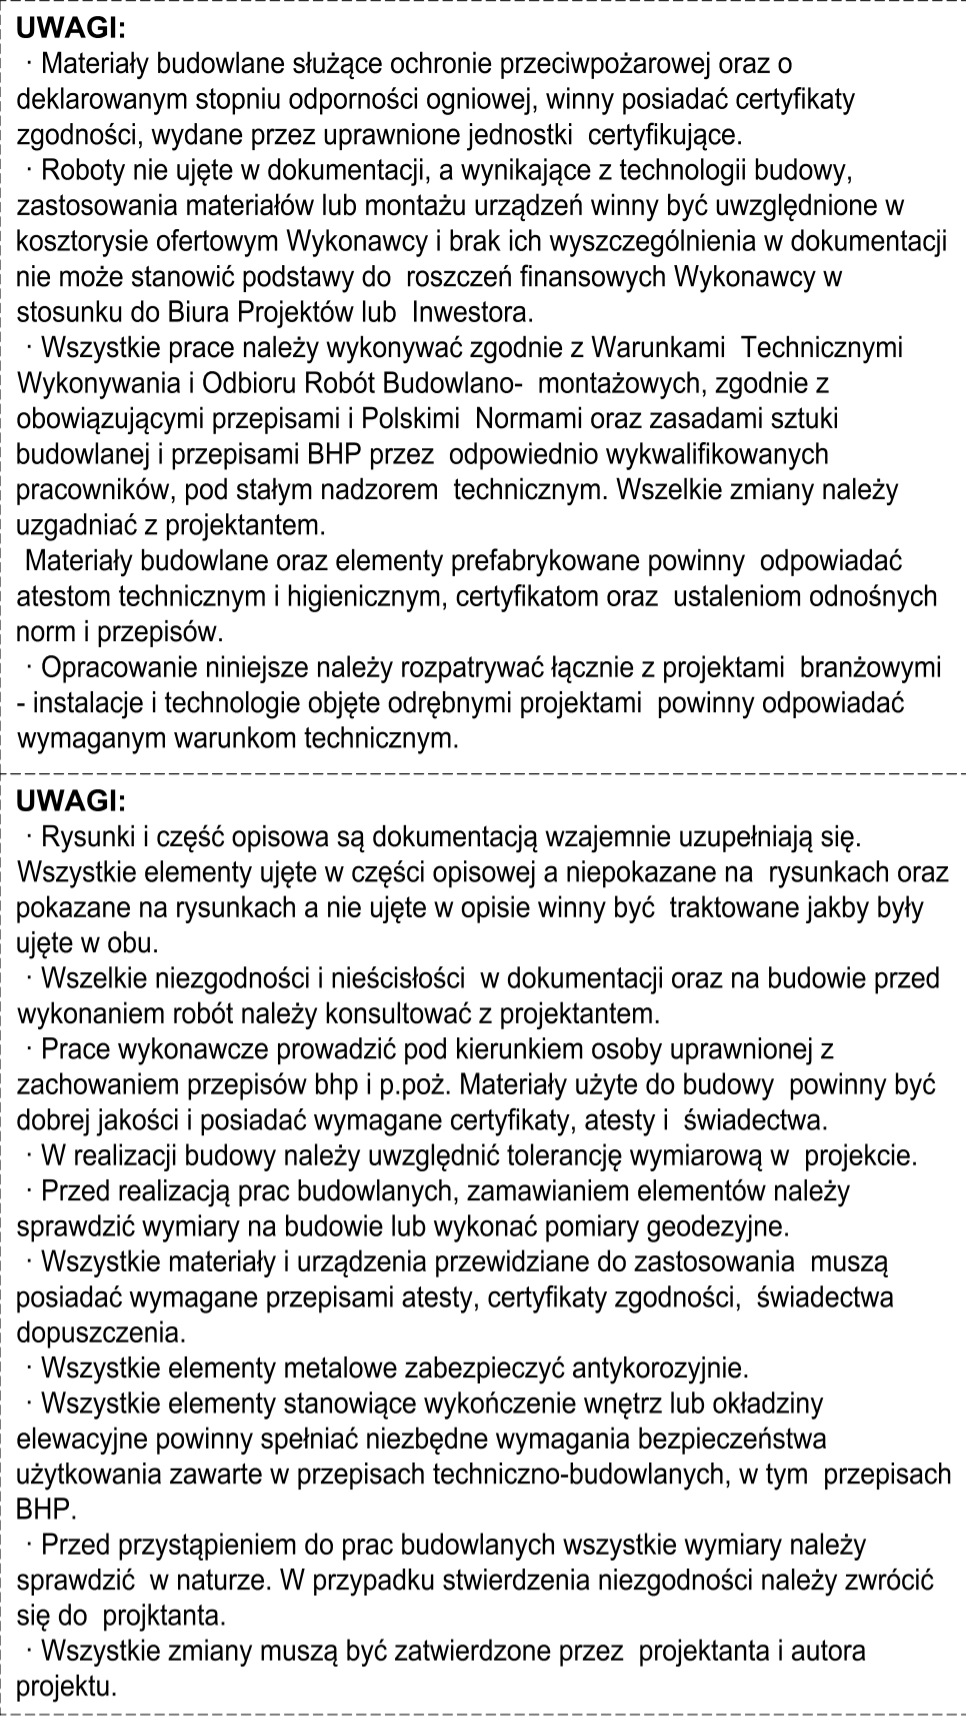 UWAGI:
· Materiały budowlane służące ochronie przeciwpożarowej oraz o
deklarowanym stopniu odporności ogniowej, winny posiadać certyfikaty
zgodności, wydane przez uprawnione jednostki  certyfikujące.
· Roboty nie ujęte w dokumentacji, a wynikające z technologii budowy,
zastosowania materiałów lub montażu urządzeń winny być uwzględnione w
kosztorysie ofertowym Wykonawcy i brak ich wyszczególnienia w dokumentacji
nie może stanowić podstawy do  roszczeń finansowych Wykonawcy w
stosunku do Biura Projektów lub  Inwestora.
· Wszystkie prace należy wykonywać zgodnie z Warunkami  Technicznymi
Wykonywania i Odbioru Robót Budowlano-  montażowych, zgodnie z
obowiązującymi przepisami i Polskimi  Normami oraz zasadami sztuki
budowlanej i przepisami BHP przez  odpowiednio wykwalifikowanych
pracowników, pod stałym nadzorem  technicznym. Wszelkie zmiany należy
uzgadniać z projektantem.
Materiały budowlane oraz elementy prefabrykowane powinny  odpowiadać
atestom technicznym i higienicznym, certyfikatom oraz  ustaleniom odnośnych
norm i przepisów.
· Opracowanie niniejsze należy rozpatrywać łącznie z projektami  branżowymi
- instalacje i technologie objęte odrębnymi projektami  powinny odpowiadać
wymaganym warunkom technicznym.
UWAGI:
· Rysunki i część opisowa są dokumentacją wzajemnie uzupełniają się.
Wszystkie elementy ujęte w części opisowej a niepokazane na  rysunkach oraz
pokazane na rysunkach a nie ujęte w opisie winny być  traktowane jakby były
ujęte w obu.
· Wszelkie niezgodności i nieścisłości  w dokumentacji oraz na budowie przed
wykonaniem robót należy konsultować z projektantem.
· Prace wykonawcze prowadzić pod kierunkiem osoby uprawnionej z
zachowaniem przepisów bhp i p.poż. Materiały użyte do budowy  powinny być
dobrej jakości i posiadać wymagane certyfikaty, atesty i  świadectwa.
· W realizacji budowy należy uwzględnić tolerancję wymiarową w  projekcie.
· Przed realizacją prac budowlanych, zamawianiem elementów należy
sprawdzić wymiary na budowie lub wykonać pomiary geodezyjne.
· Wszystkie materiały i urządzenia przewidziane do zastosowania  muszą
posiadać wymagane przepisami atesty, certyfikaty zgodności,  świadectwa
dopuszczenia.
· Wszystkie elementy metalowe zabezpieczyć antykorozyjnie.
· Wszystkie elementy stanowiące wykończenie wnętrz lub okładziny
elewacyjne powinny spełniać niezbędne wymagania bezpieczeństwa
użytkowania zawarte w przepisach techniczno-budowlanych, w tym  przepisach
BHP.
· Przed przystąpieniem do prac budowlanych wszystkie wymiary należy
sprawdzić  w naturze. W przypadku stwierdzenia niezgodności należy zwrócić
się do  projktanta.
· Wszystkie zmiany muszą być zatwierdzone przez  projektanta i autora
projektu.